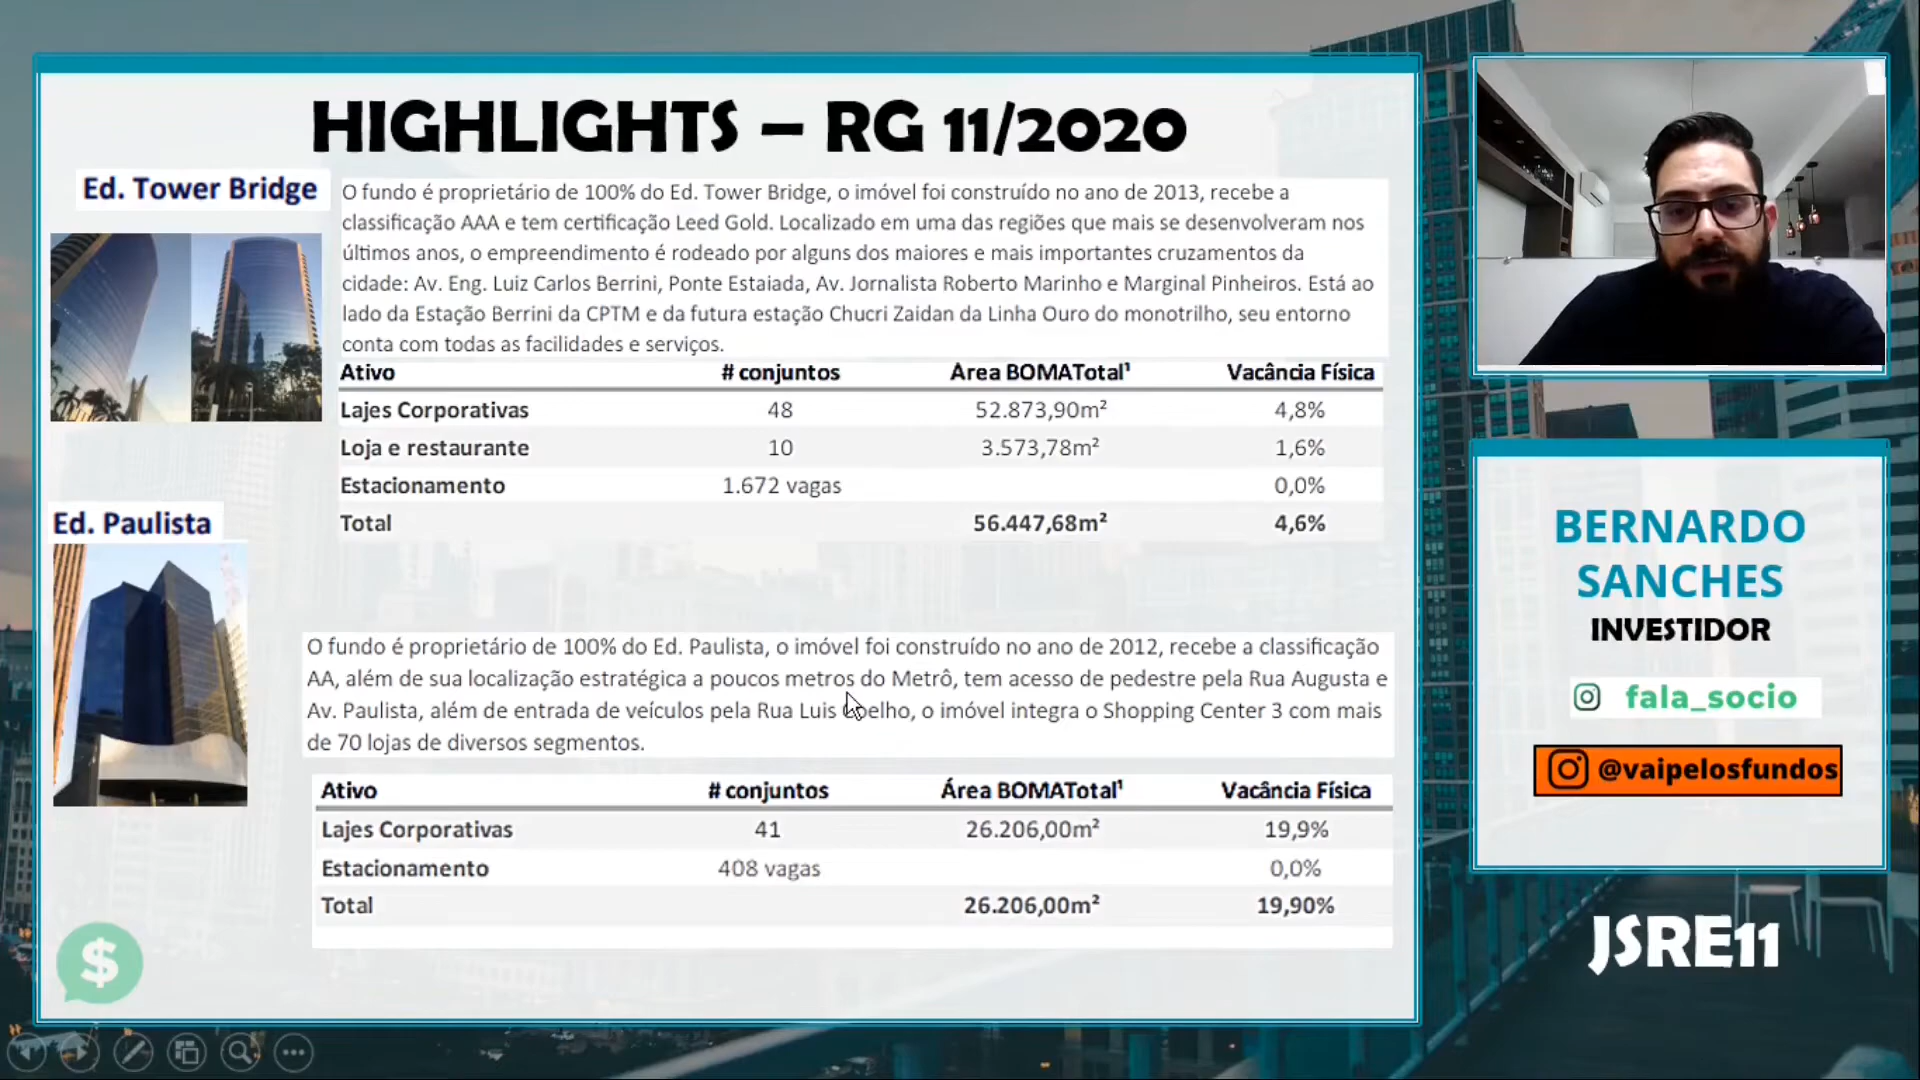 HIGHLIGHTS – RG 11/2020
Ed. Tower Bridge
O fundo é proprietário de 100% do Ed. Tower Bridge, o imóvel foi construído no ano de 2013, recebe a
classificação AAA e tem certificação Leed Gold. Localizado em uma das regiões que mais se desenvolveram nos
últimos anos, o empreendimento é rodeado por alguns dos maiores e mais importantes cruzamentos da
cidade: Av. Eng. Luiz Carlos Berrini, Ponte Estaiada, Av. Jornalista Roberto Marinho e Marginal Pinheiros. Está ao
lado da Estação Berrini da CPTM e da futura estação Chucri Zaidan da Linha Ouro do monotrilho, seu entorno
conta com todas as facilidades e serviços.
Ativo # conjuntos Área BOMATotal¹ Vacância Física
Lajes Corporativas 48 52.873,90m² 4,8%
Loja e restaurante 10 3.573,78m² 1,6%
Estacionamento 1.672 vagas 0,0%
Total 56.447,68m² 4,6%
Ed. Paulista
O fundo é proprietário de 100% do Ed. Paulista, o imóvel foi construído no ano de 2012, recebe a classificação
AA, além de sua localização estratégica a poucos metros do Metrô, tem acesso de pedestre pela Rua Augusta e
Av. Paulista, além de entrada de veículos pela Rua Luis Coelho, o imóvel integra o Shopping Center 3 com mais
de 70 lojas de diversos segmentos.
Ativo # conjuntos Área BOMATotal¹ Vacância Física
Lajes Corporativas 41 26.206,00m² 19,9%
Estacionamento 408 vagas 0,0%
Total 26.206,00m² 19,90%
$
BERNARDO
SANCHES
INVESTIDOR
fala_socio
@vaipelosfundos
JSRE11